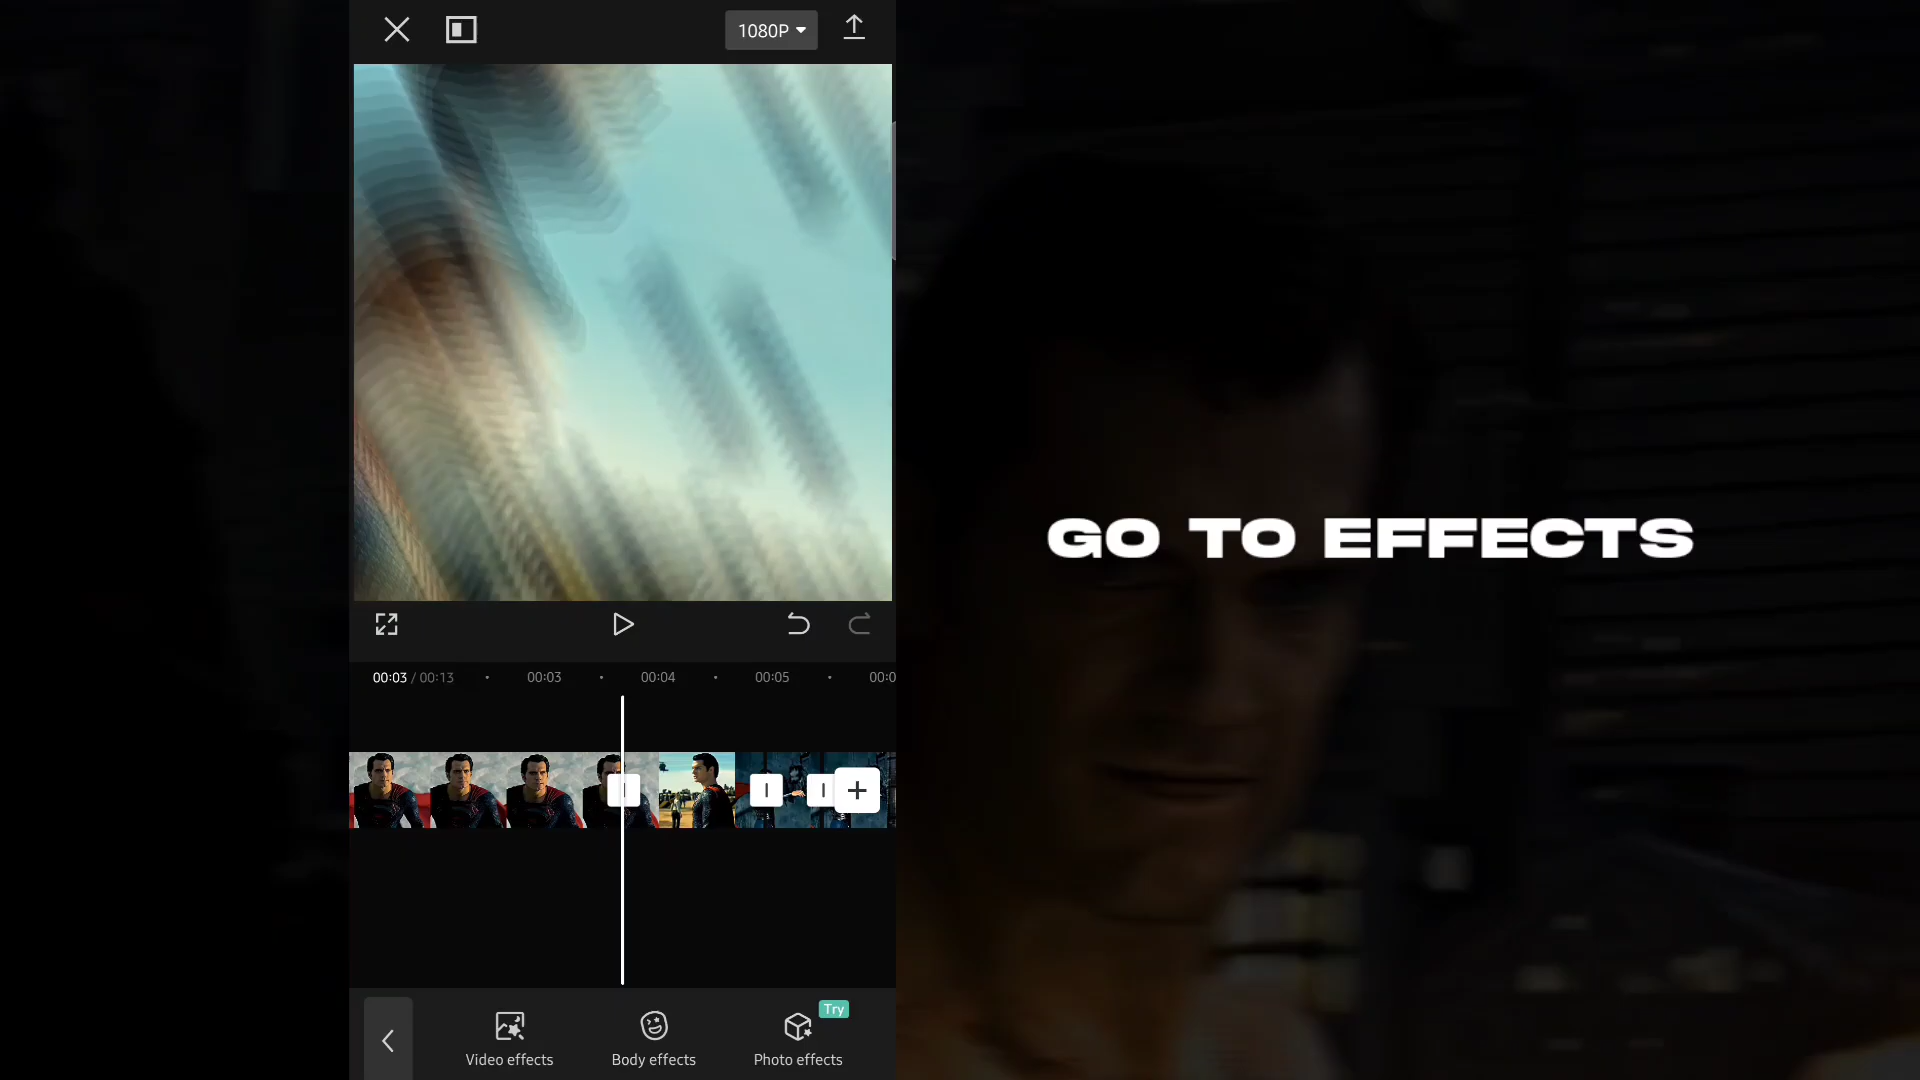 1080P
GO TO EFFECTS
00:03 / 00:13 00:03 00:04 00:05 00:0
Try
Video effects Body effects Photo effects